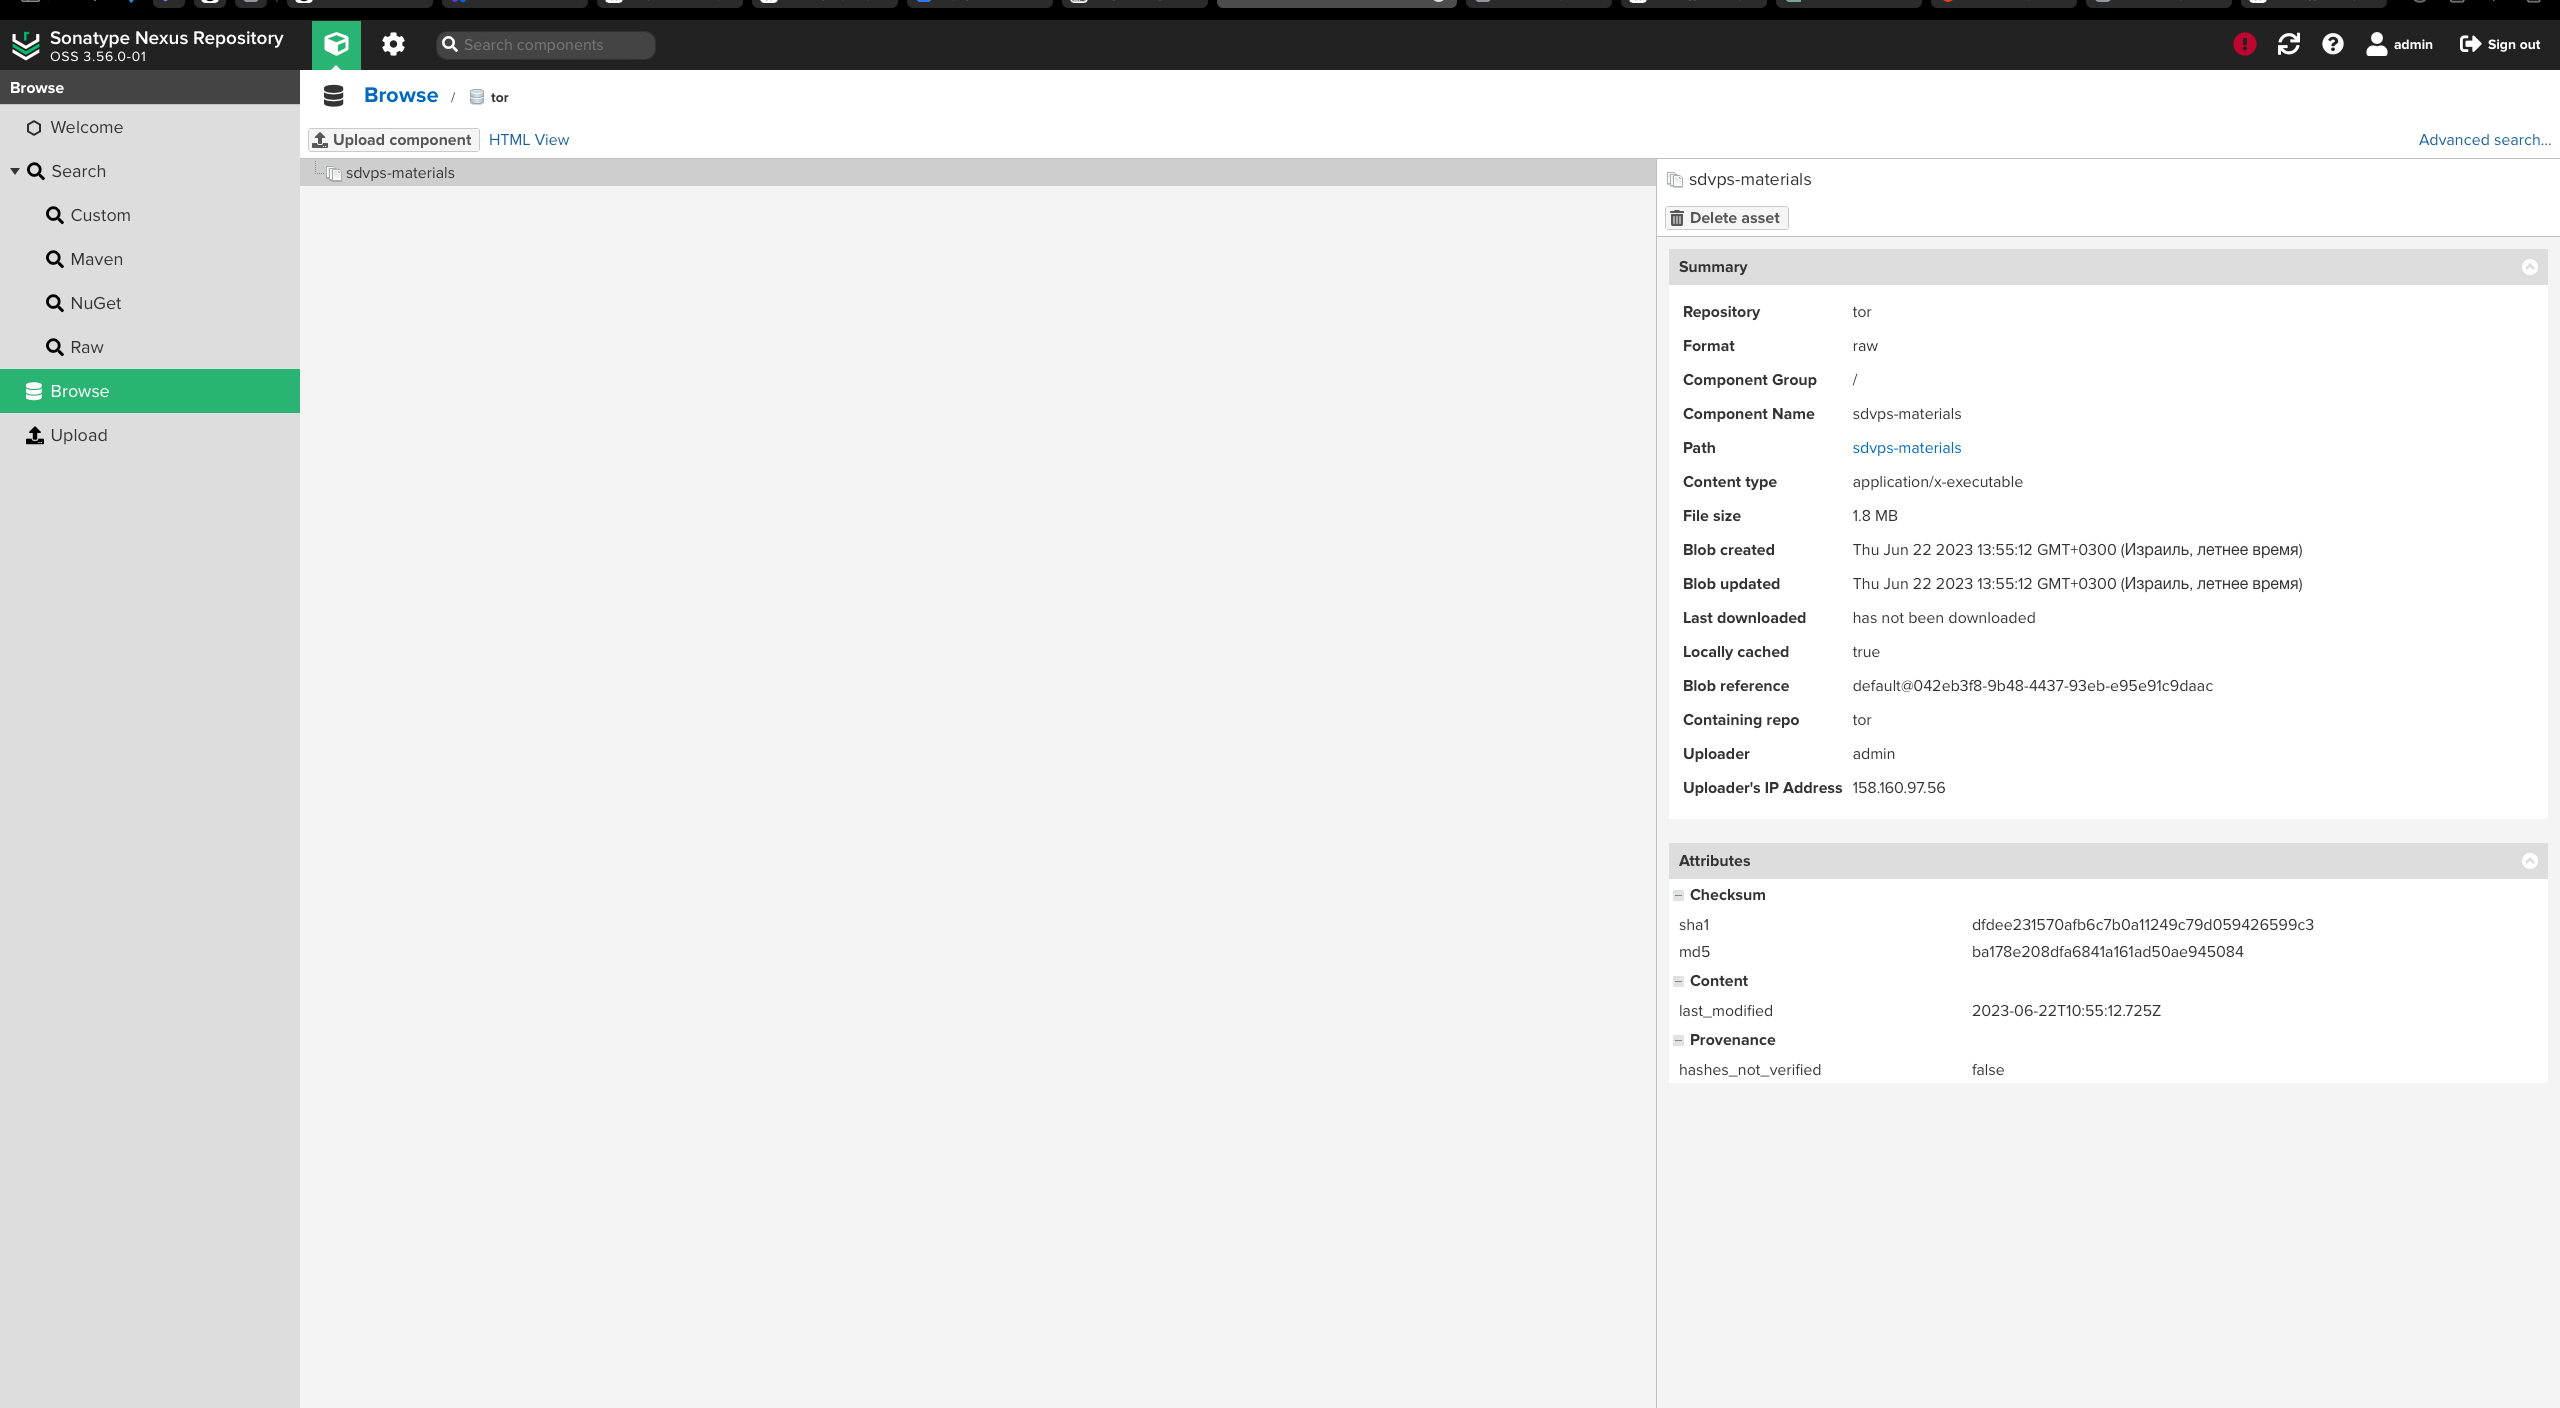 Sonatype Nexus Repository
OSS 3.56.0-01
Search components
admin
Sign out
Browse
Welcome
Search
Custom
Maven
NuGet
Raw
Browse
Upload
Browse / tor
Upload component
HTML View
Advanced search...
sdvps-materials
sdvps-materials
Delete asset
Summary
Repository tor
Format raw
Component Group /
Component Name sdvps-materials
Path sdvps-materials
Content type application/x-executable
File size 1.8 MB
Blob created Thu Jun 22 2023 13:55:12 GMT+0300 (Израиль, летнее время)
Blob updated Thu Jun 22 2023 13:55:12 GMT+0300 (Израиль, летнее время)
Last downloaded has not been downloaded
Locally cached true
Blob reference default@042eb3f8-9b48-4437-93eb-e95e91c9daac
Containing repo tor
Uploader admin
Uploader's IP Address 158.160.97.56
Attributes
Checksum
sha1 dfdee231570afb6c7b0a11249c79d059426599c3
md5 ba178e208dfa6841a161ad50ae945084
Content
last_modified 2023-06-22T10:55:12.725Z
Provenance
hashes_not_verified false